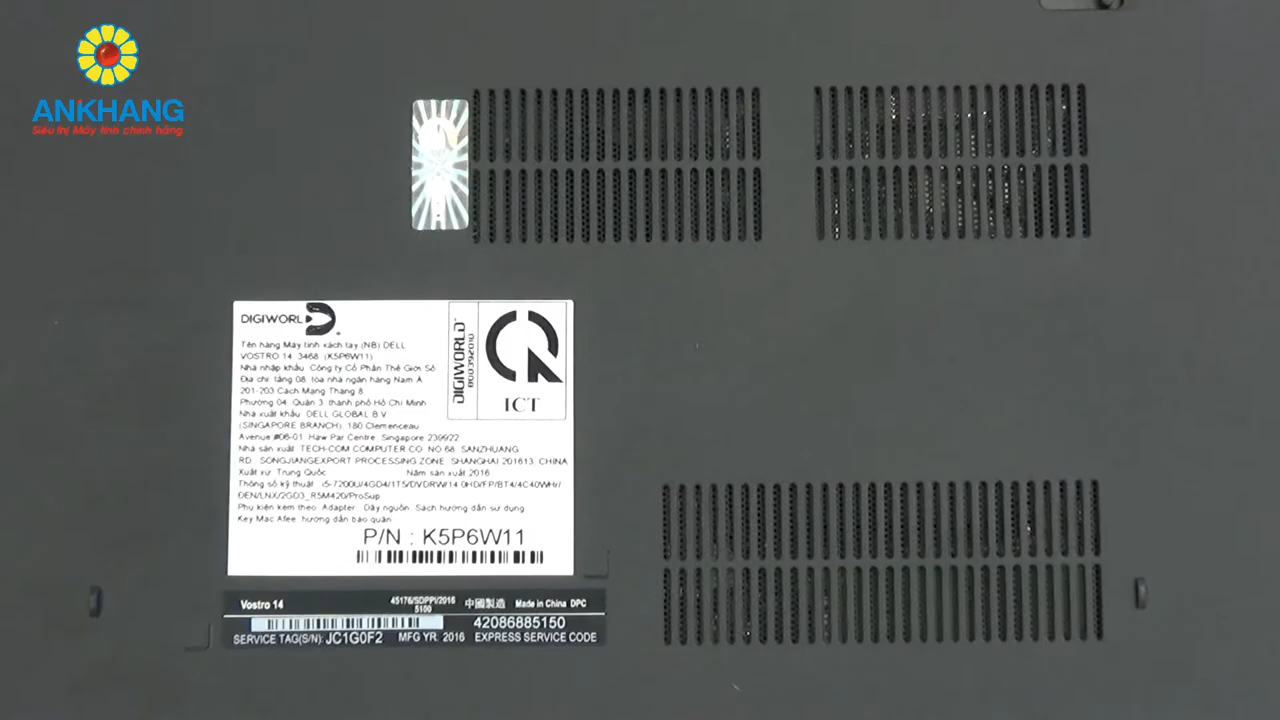 ANKHANG
Siêu thị Máy tính chính hãng
DIGIWORLD
Tên hàng Máy tính xách tay (NB) DELL
VOSTRO 14 3468 (K5P6W11)
Nhà nhập khẩu Công ty Cổ Phần Thế Giới Số
Địa chỉ: tầng 08, tòa nhà ngân hàng Nam Á
201-203 Cách Mạng Tháng 8,
Phường 04, Quận 3 thành phố Hồ Chí Minh
Nhà xuất khẩu: DELL GLOBAL B.V
(SINGAPORE BRANCH), 180 Clemenceau
Avenue #06-01 Haw Par Centre Singapore 239922
Nhà sản xuất TECH-COM COMPUTER CO NO 68 SANZHUANG
RD., SONGJIANGEXPORT PROCESSING ZONE, SHANGHAI 201613, CHINA
Xuất xứ: Trung Quốc Năm sản xuất 2016
Thông số kỹ thuật i5-7200U/4GD4/1T5/DVDRW/14.0HD/FP/BT4/4C40WHr/
ĐEN/LNX/2GD3_R5M420/ProSup
Phụ kiện kèm theo: Adapter, Dây nguồn, Sách hướng dẫn sử dụng
Key Mac Afee, hướng dẫn bảo quản
P/N : K5P6W11
DIGIWORLD
B00392010
ICT
Vostro 14
45176/SDPPI/2016
5100
中國製造 Made in China DPC
42086885150
SERVICE TAG(S/N): JC1G0F2 MFG YR. 2016 EXPRESS SERVICE CODE